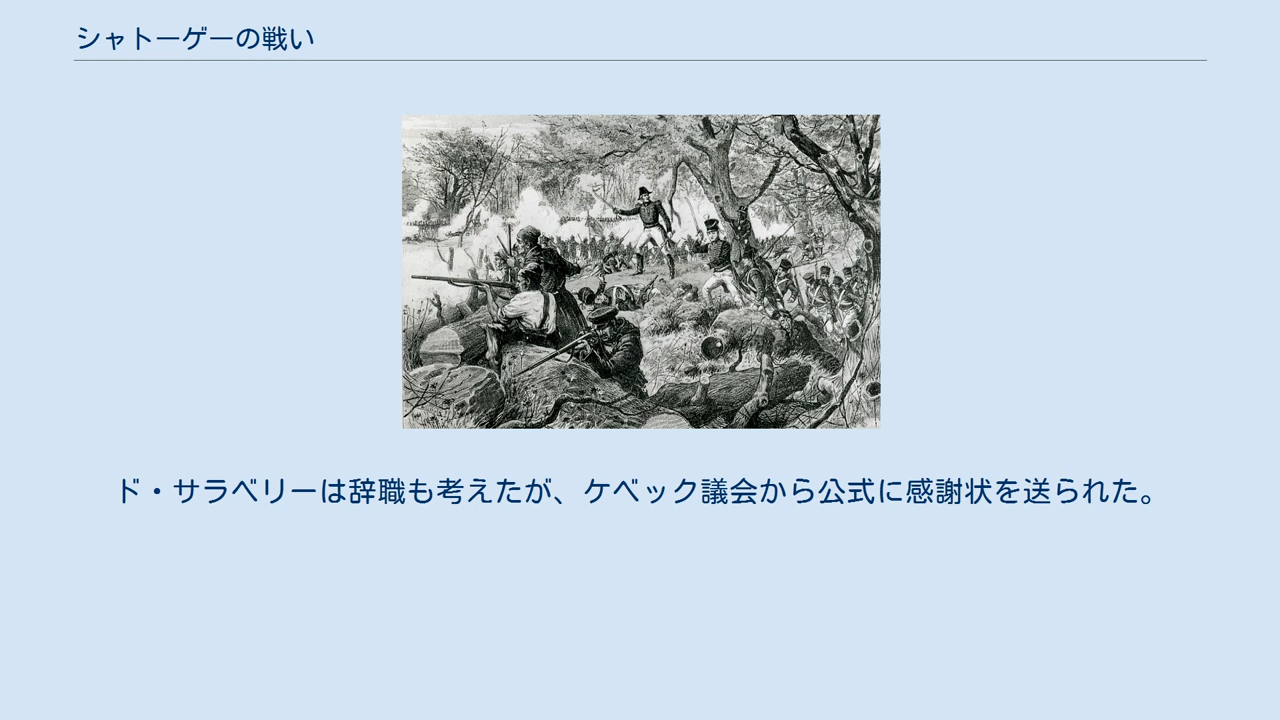 シャトーゲーの戦い
ド・サラベリーは辞職も考えたが、ケベック議会から公式に感謝状を送られた。